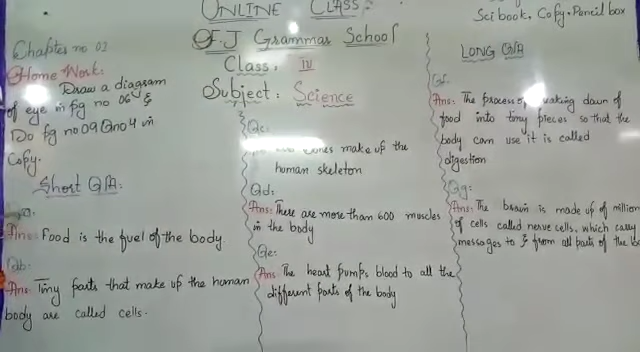 ONLINE CLASS:
Sci book, Copy, Pencil box
F.J Grammar School
Class: IV
Subject: Science
Chapter no 02
Home Work:
Draw a diagram
of eye in pg no 06 &
Do pg no 09 Q no 4 in
Copy.
Short Q/A:
Ans: Food is the fuel of the body.
Qb:
Ans: Tiny parts that make up the human
body are called cells.
Qc:
bones make up the
human skeleton
Qd:
Ans: There are more than 600 muscles
in the body
Qe:
Ans The heart pumps blood to all the
different parts of the body
LONG Q/A
Qf:
Ans: The process of down of
food into tiny pieces so that the
body can use it is called
digestion
Qg:
Ans: The brain is made up of million
of cells called nerve cells, which carry
messages to & from all parts of the